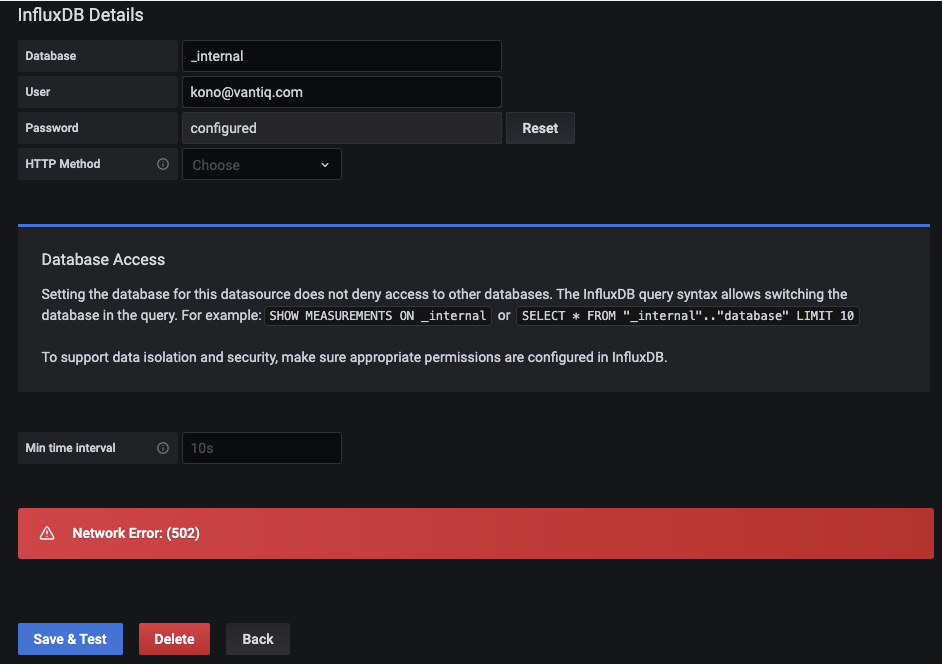 InfluxDB Details
Database
_internal
User
kono@vantiq.com
Password
configured
Reset
HTTP Method
Choose
Database Access
Setting the database for this datasource does not deny access to other databases. The InfluxDB query syntax allows switching the
database in the query. For example: SHOW MEASUREMENTS ON _internal or SELECT * FROM "_internal".."database" LIMIT 10
To support data isolation and security, make sure appropriate permissions are configured in InfluxDB.
Min time interval
10s
Network Error: (502)
Save & Test
Delete
Back